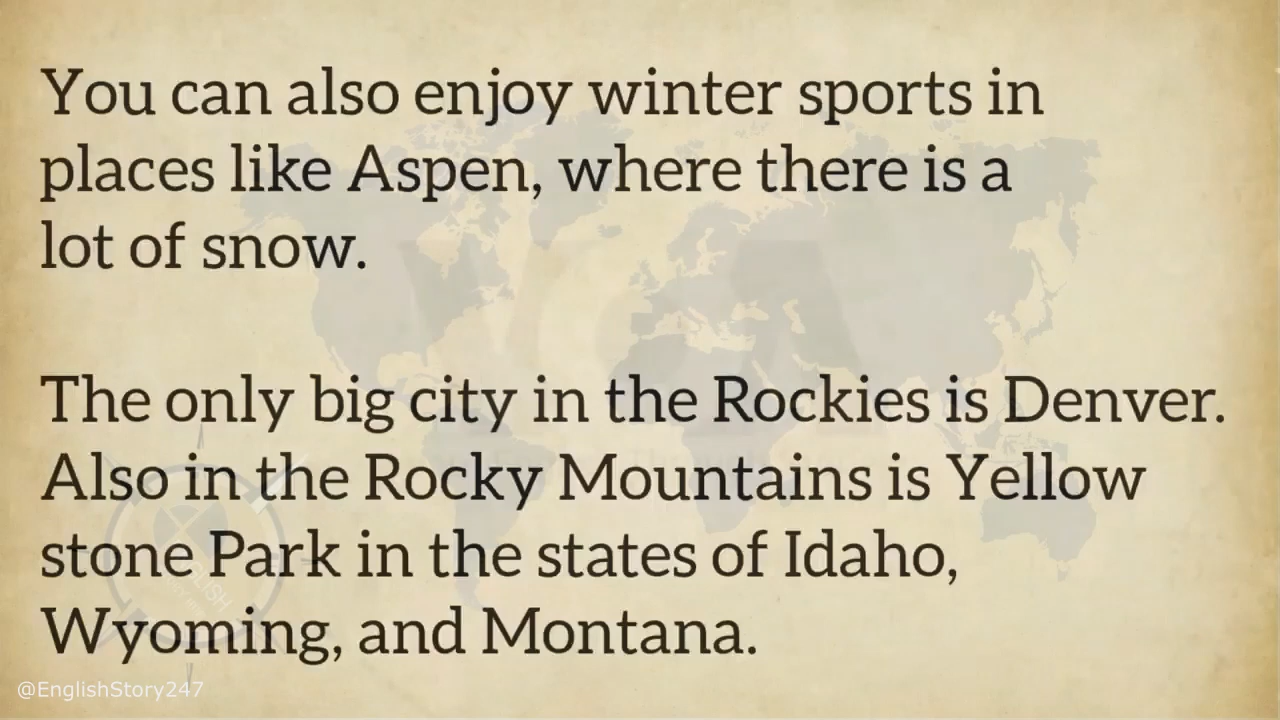 You can also enjoy winter sports in
places like Aspen, where there is a
lot of snow.
The only big city in the Rockies is Denver.
Also in the Rocky Mountains is Yellow
stone Park in the states of Idaho,
Wyoming, and Montana.
ENGLISH
@EnglishStory247